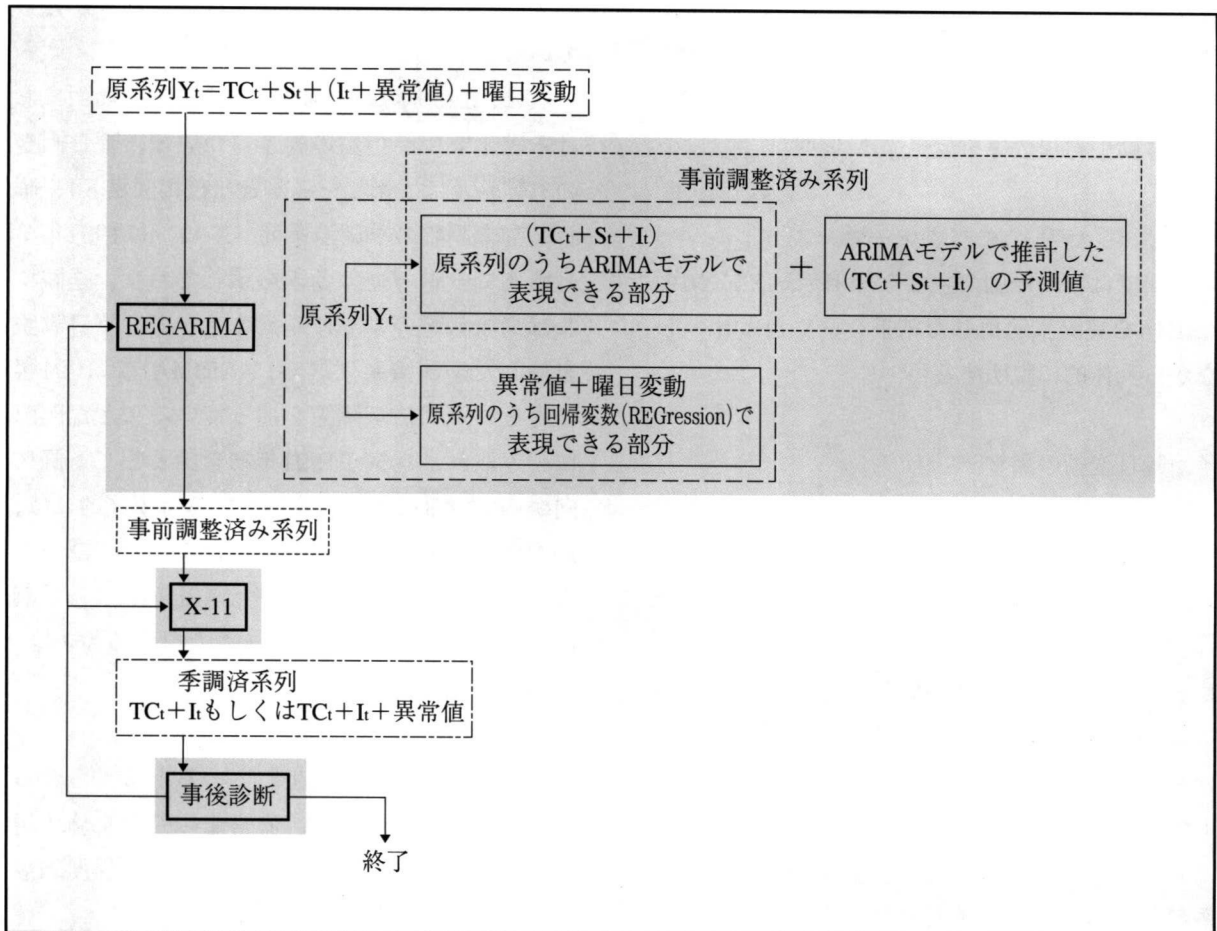 原系列Yt＝TCt＋St＋(It＋異常値)＋曜日変動
事前調整済み系列
(TCt＋St＋It)
原系列のうちARIMAモデルで
表現できる部分
＋
ARIMAモデルで推計した
(TCt＋St＋It) の予測値
原系列Yt
REGARIMA
異常値＋曜日変動
原系列のうち回帰変数(REGression)で
表現できる部分
事前調整済み系列
X-11
季調済系列
TCt＋ItもしくはTCt＋It＋異常値
事後診断
終了